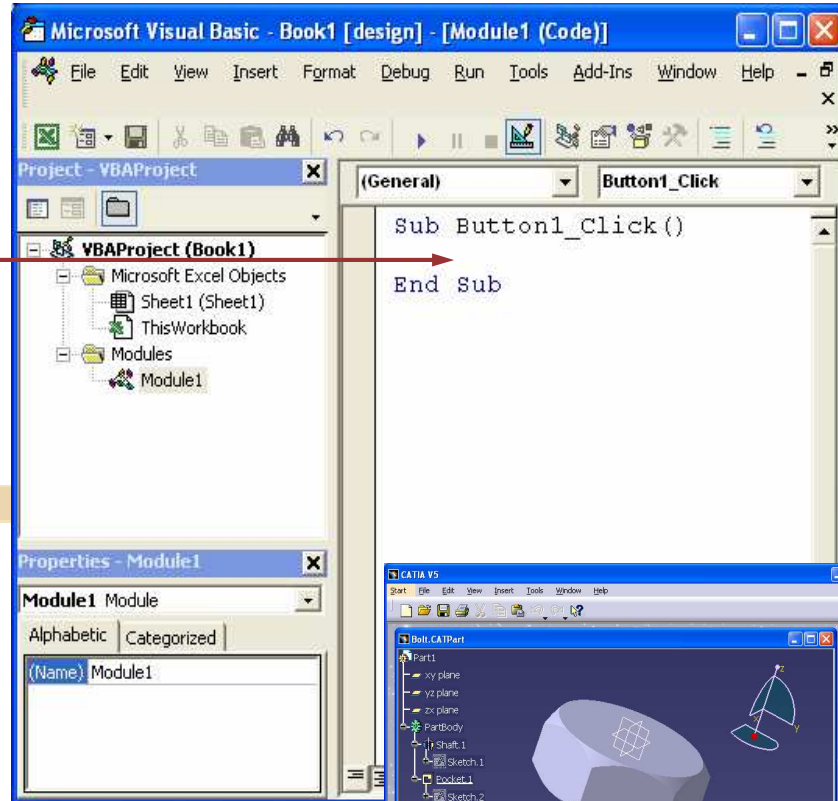 Microsoft Visual Basic - Book1 [design] - [Module1 (Code)]
File Edit View Insert Format Debug Run Tools Add-Ins Window Help
Project - VBAProject
(General) Button1_Click
VBAProject (Book1)
Microsoft Excel Objects
Sheet1 (Sheet1)
ThisWorkbook
Modules
Module1
Sub Button1_Click()
End Sub
Properties - Module1
Module1 Module
Alphabetic Categorized
(Name) Module1
CATIA V5
Start File Edit View Insert Tools Window Help
Bolt.CATPart
Part1
xy plane
yz plane
zx plane
PartBody
Shaft.1
Sketch.1
Pocket.1
Sketch.2
z
x
y